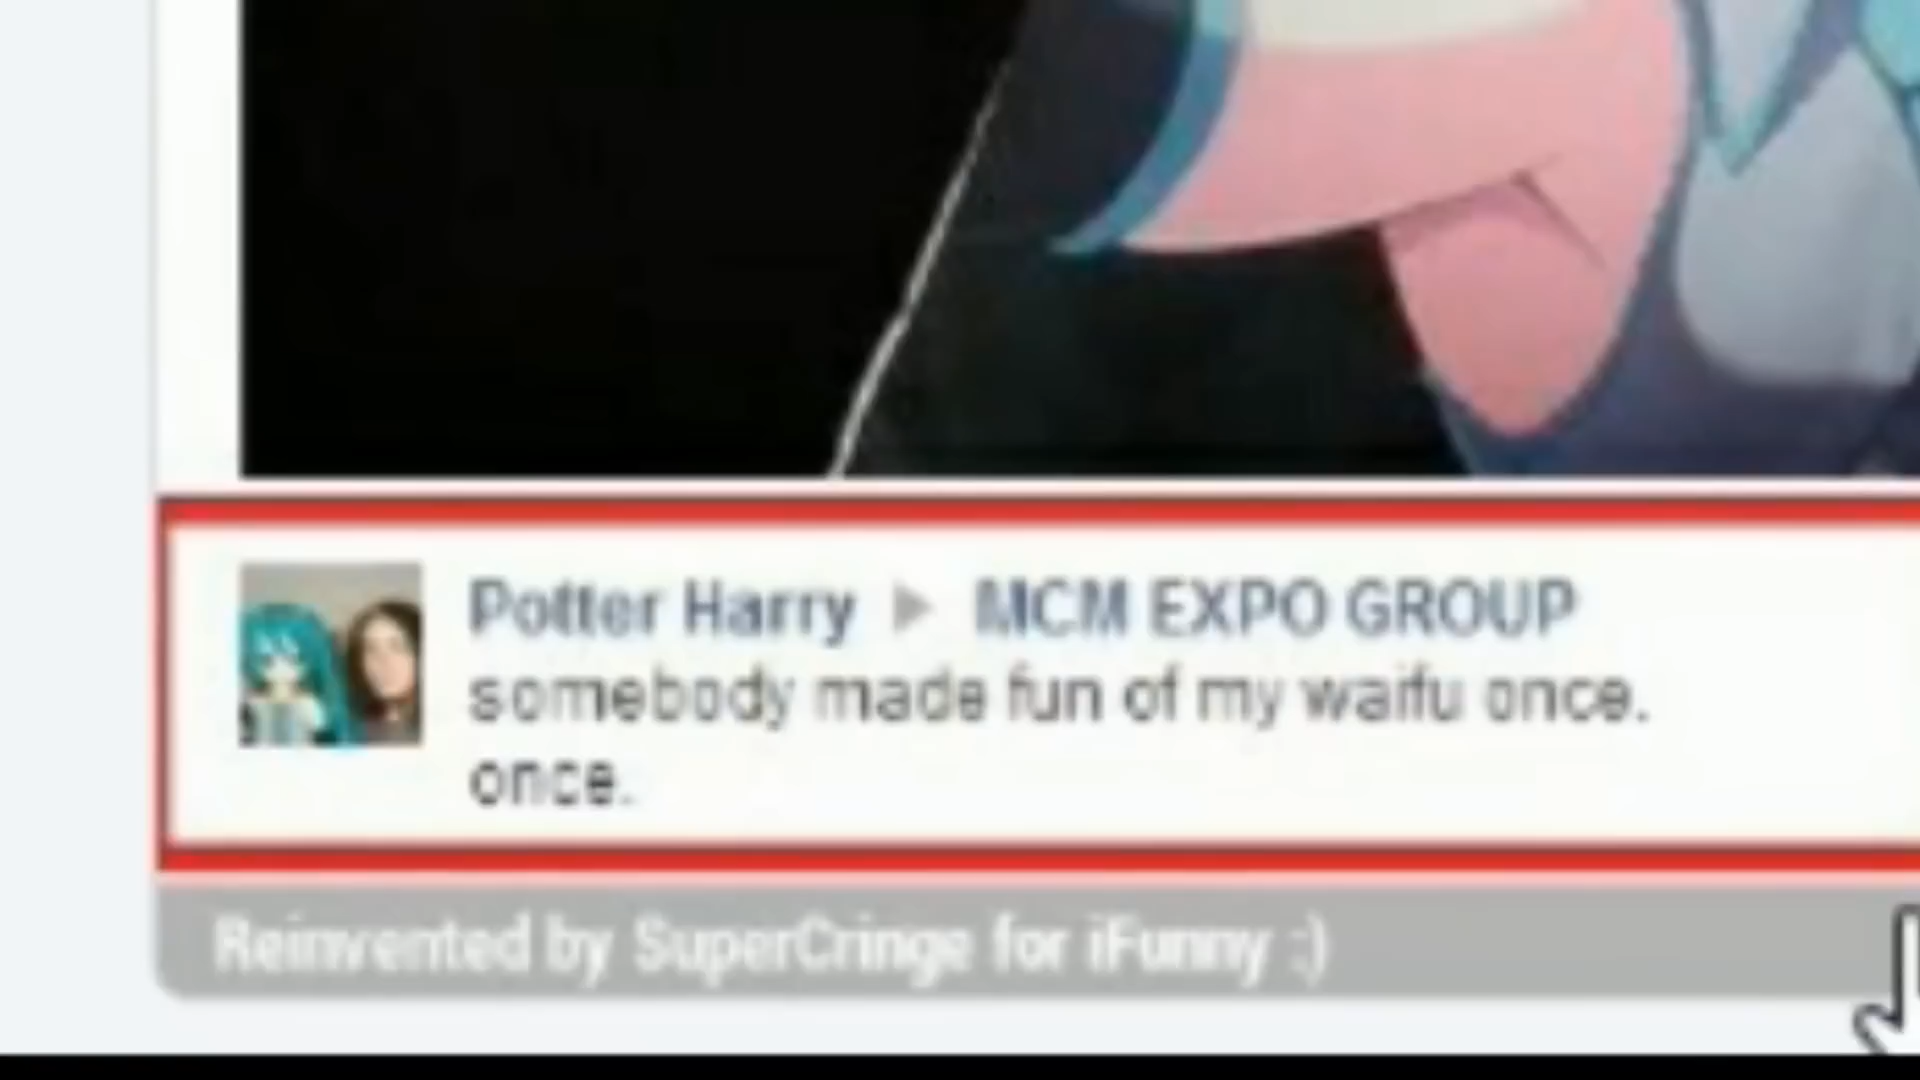 Potter Harry ▶ MCM EXPO GROUP
somebody made fun of my waifu once.
once.
Reinvented by SuperCringe for iFunny :)